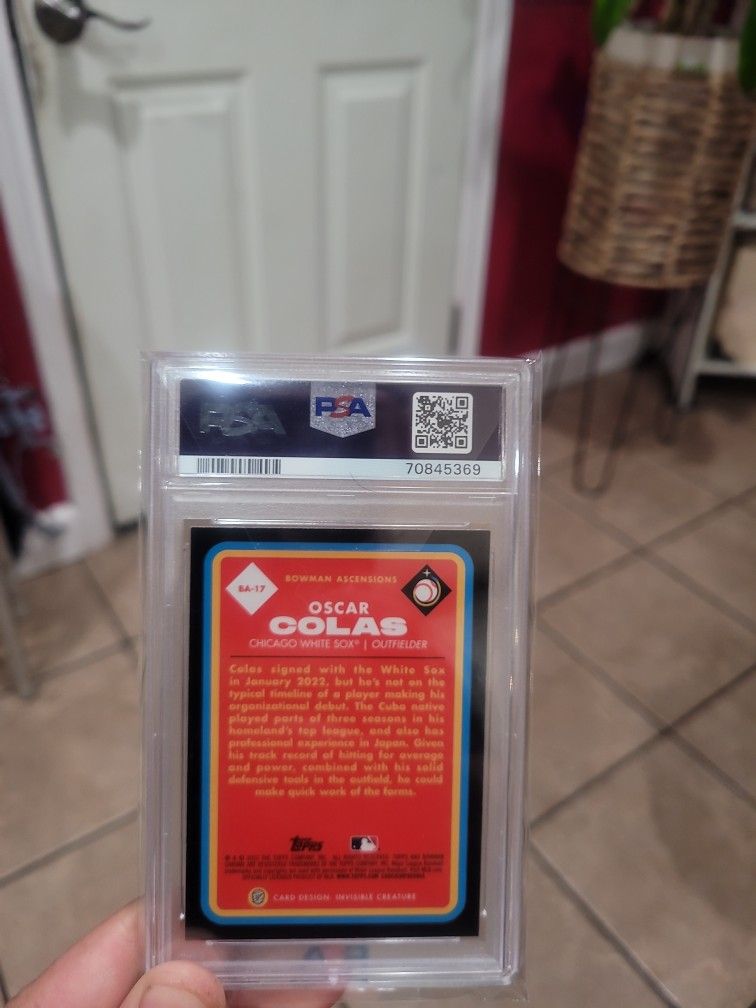 PSA
PSA
70845369
BA-17
BOWMAN ASCENSIONS
OSCAR
COLAS
CHICAGO WHITE SOX® | OUTFIELDER
Colas signed with the White Sox
in January 2022, but he's not on the
typical timeline of a player making his
organizational debut. The Cuba native
played parts of three seasons in his
homeland's top league, and also has
professional experience in Japan. Given
his track record of hitting for average
and power, combined with his solid
defensive tools in the outfield, he could
make quick work of the farms.
TOPPS
CARD DESIGN: INVISIBLE CREATURE